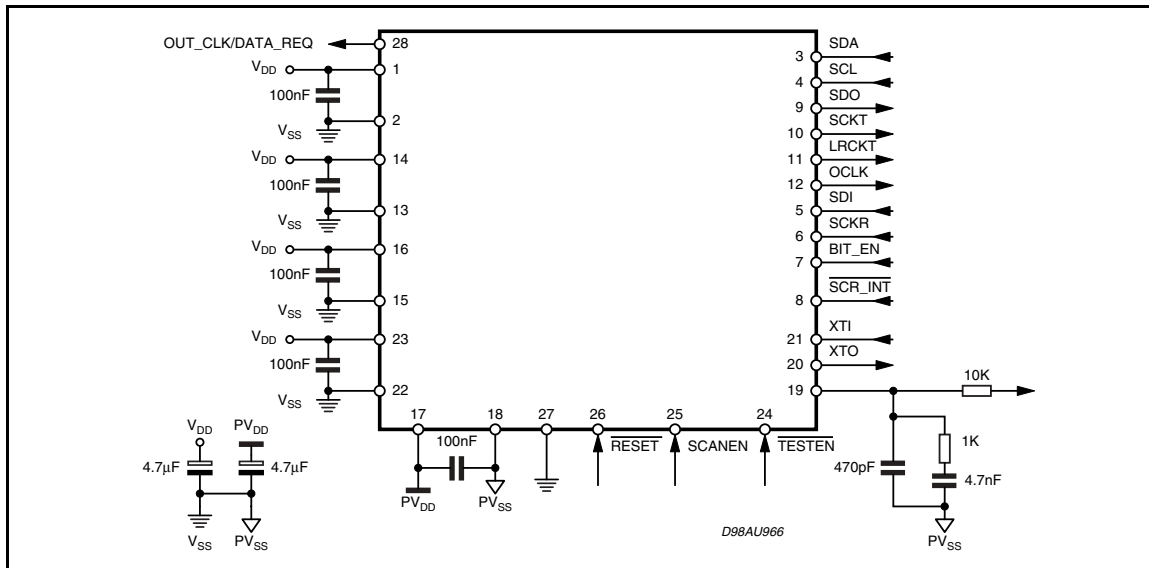 OUT_CLK/DATA_REQ 28
VDD 1
100nF
VSS 2
VDD 14
100nF
VSS 13
VDD 16
100nF
VSS 15
VDD 23
100nF
VSS 22
3 SDA
4 SCL
9 SDO
10 SCKT
11 LRCKT
12 OCLK
5 SDI
6 SCKR
7 BIT_EN
8 SCR_INT
21 XTI
20 XTO
19 10K
17 18 27 26 25 24
100nF RESET SCANEN TESTEN
PVDD PVSS
VDD PVDD
4.7µF 4.7µF
VSS PVSS
1K
470pF 4.7nF
PVSS
D98AU966